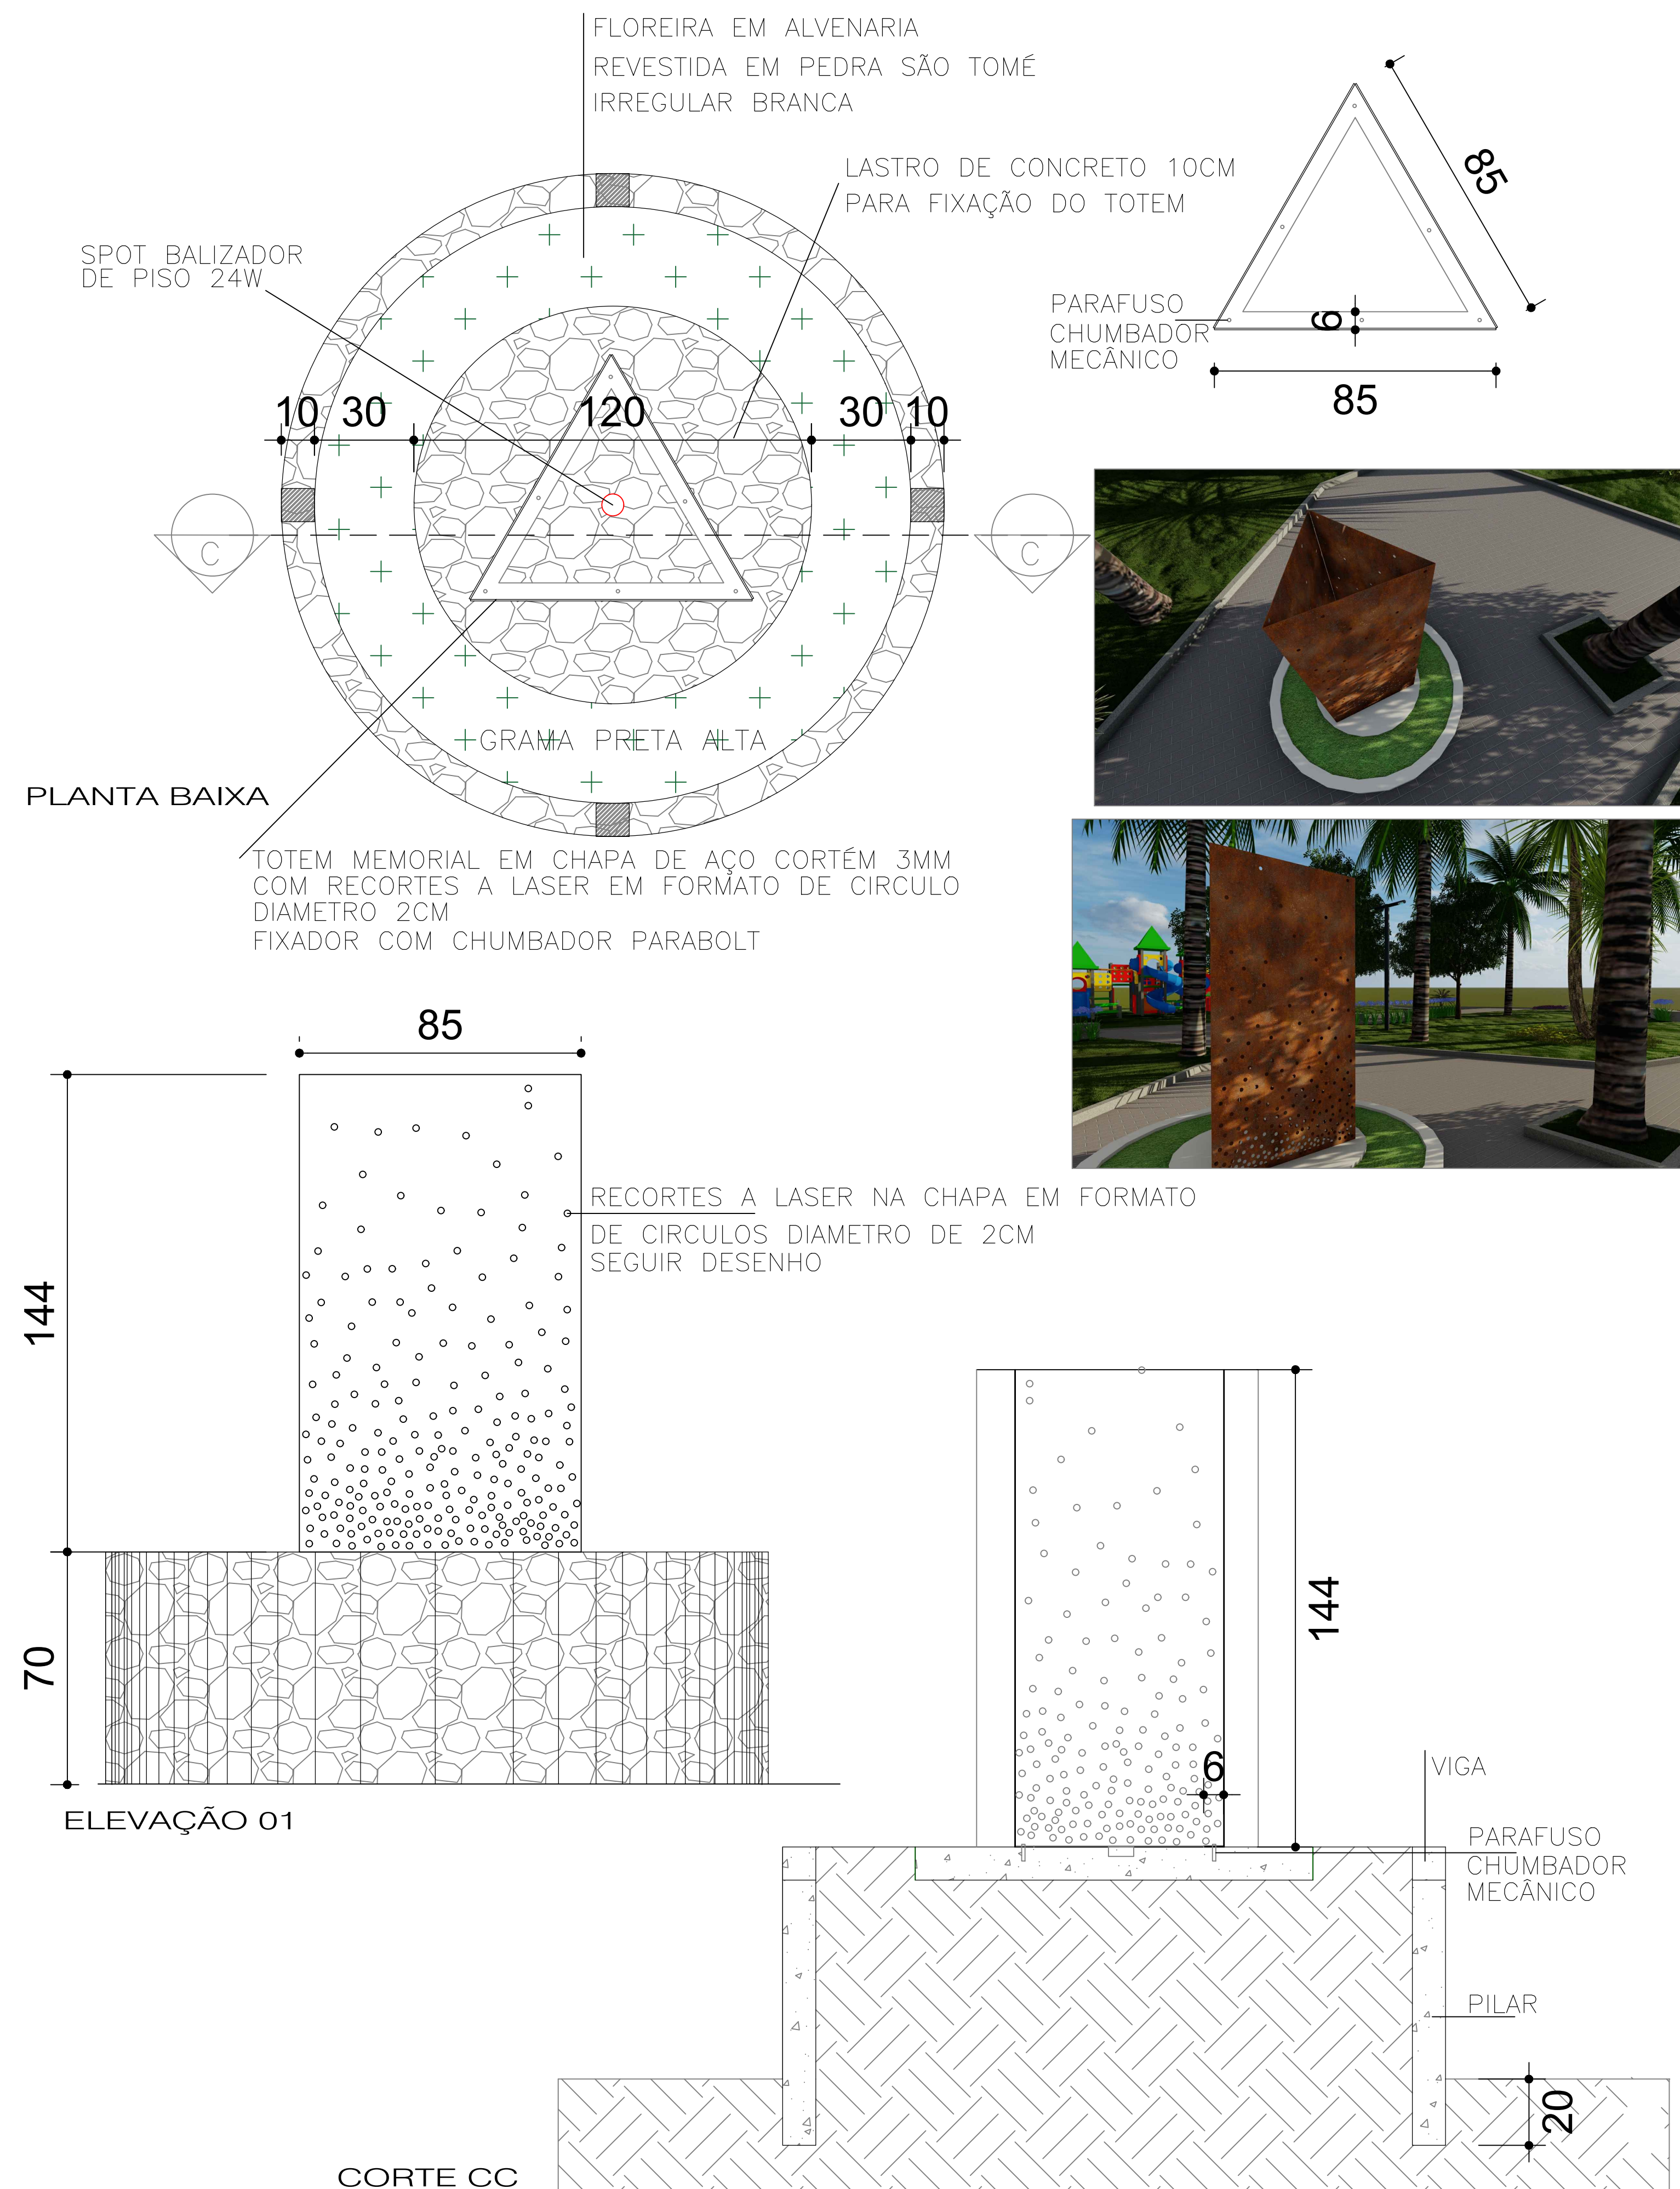 FLOREIRA EM ALVENARIA
REVESTIDA EM PEDRA SÃO TOMÉ
IRREGULAR BRANCA
LASTRO DE CONCRETO 10CM
PARA FIXAÇÃO DO TOTEM
SPOT BALIZADOR
DE PISO 24W
85
PARAFUSO
CHUMBADOR
MECÂNICO
6
85
10 30 120 30 10
C
C
GRAMA PRETA ALTA
PLANTA BAIXA
TOTEM MEMORIAL EM CHAPA DE AÇO CORTÉM 3MM
COM RECORTES A LASER EM FORMATO DE CIRCULO
DIAMETRO 2CM
FIXADOR COM CHUMBADOR PARABOLT
85
144
RECORTES A LASER NA CHAPA EM FORMATO
DE CIRCULOS DIAMETRO DE 2CM
SEGUIR DESENHO
70
ELEVAÇÃO 01
144
6
VIGA
PARAFUSO
CHUMBADOR
MECÂNICO
PILAR
20
CORTE CC